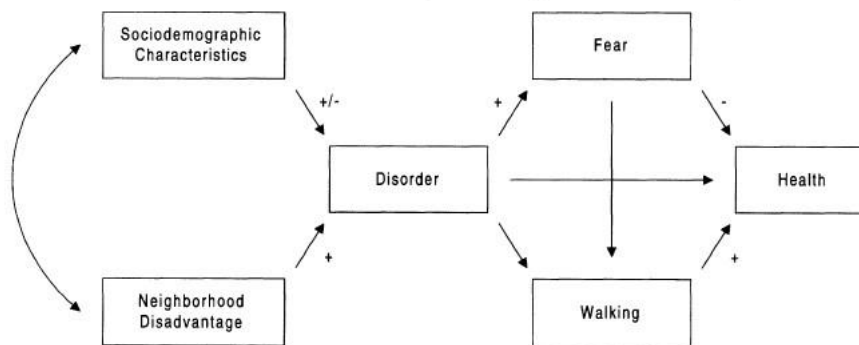 Sociodemographic
Characteristics
Fear
+/-
+
-
Disorder
Health
+
+
Neighborhood
Disadvantage
Walking